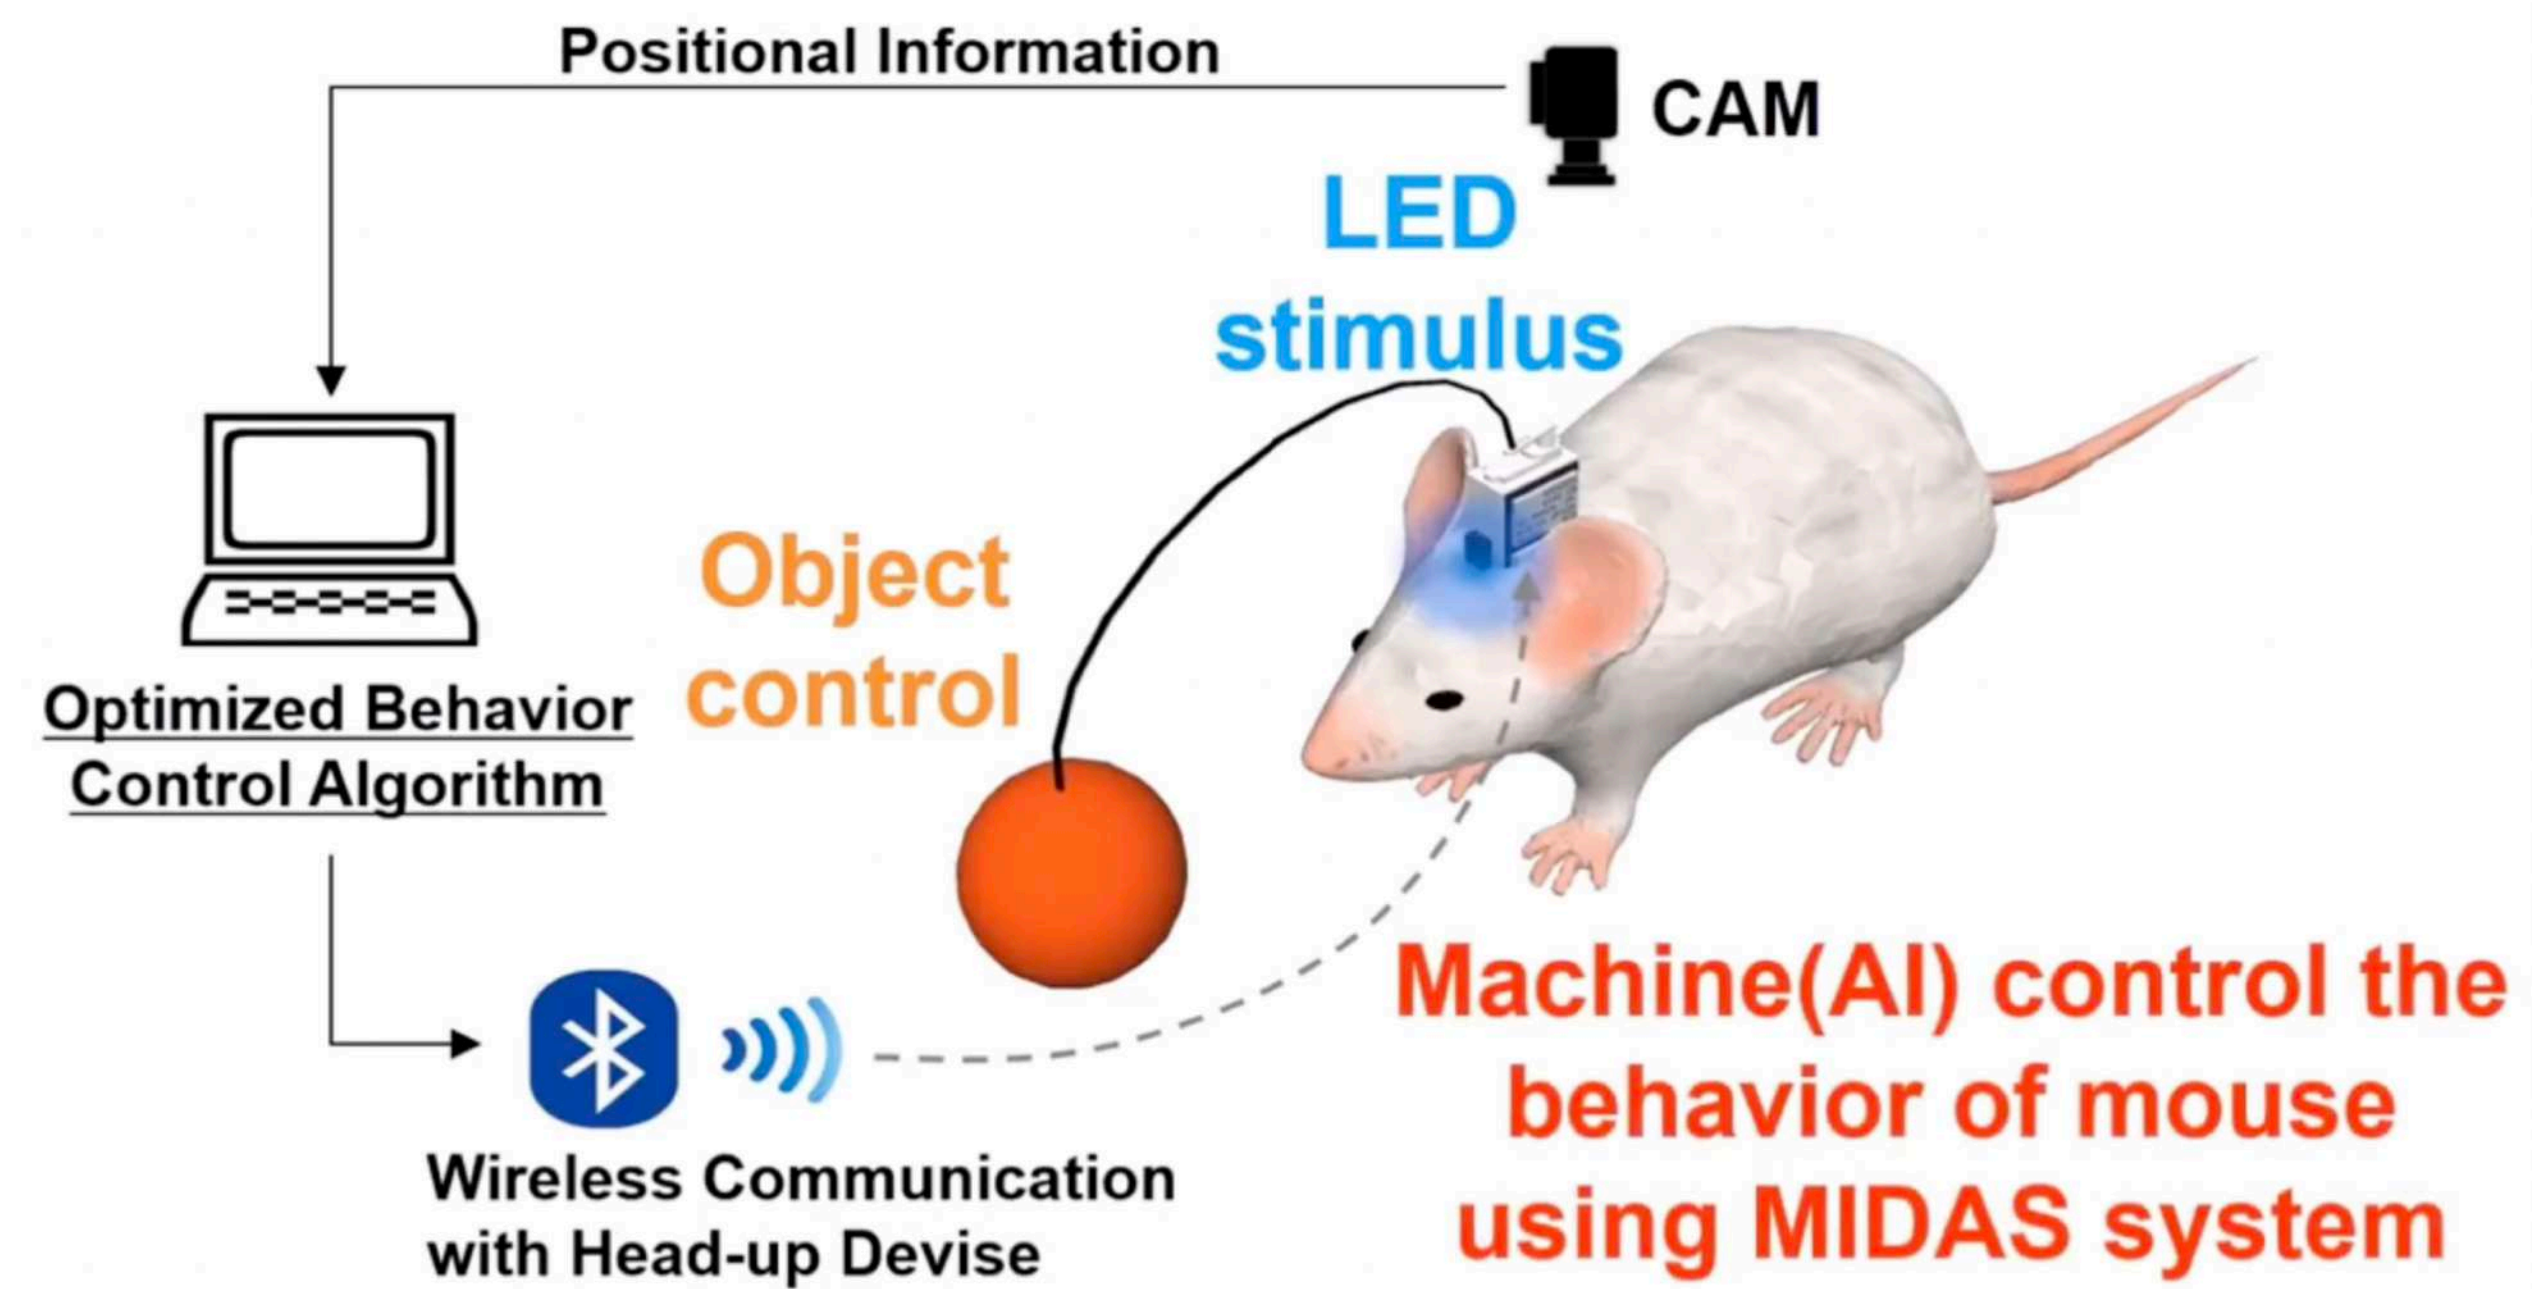 Positional Information
CAM
LED
stimulus
Object
control
Optimized Behavior
Control Algorithm
Wireless Communication
with Head-up Devise
Machine(AI) control the
behavior of mouse
using MIDAS system